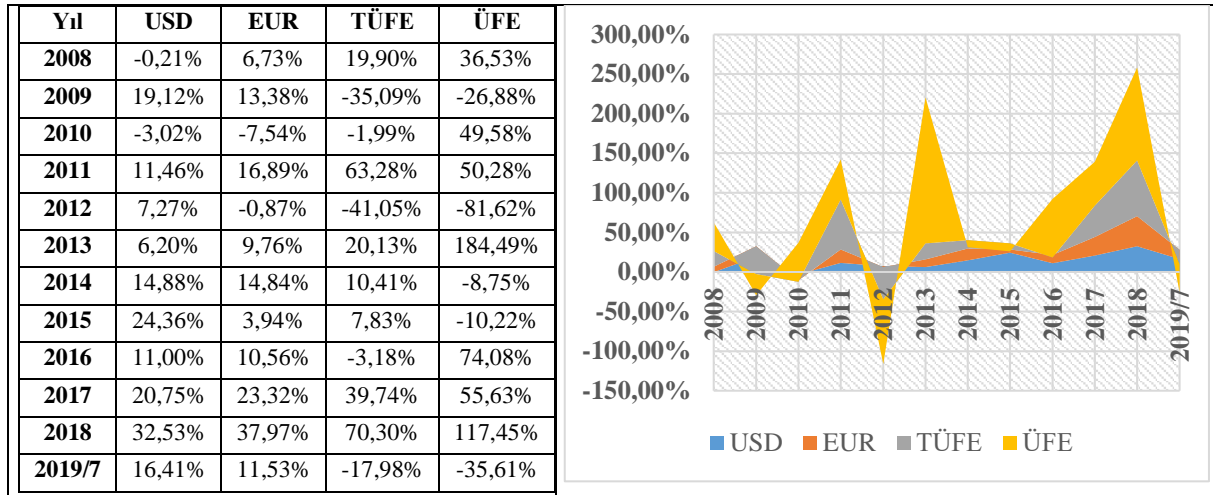 Yıl USD EUR TÜFE ÜFE
2008 -0,21% 6,73% 19,90% 36,53%
2009 19,12% 13,38% -35,09% -26,88%
2010 -3,02% -7,54% -1,99% 49,58%
2011 11,46% 16,89% 63,28% 50,28%
2012 7,27% -0,87% -41,05% -81,62%
2013 6,20% 9,76% 20,13% 184,49%
2014 14,88% 14,84% 10,41% -8,75%
2015 24,36% 3,94% 7,83% -10,22%
2016 11,00% 10,56% -3,18% 74,08%
2017 20,75% 23,32% 39,74% 55,63%
2018 32,53% 37,97% 70,30% 117,45%
2019/7 16,41% 11,53% -17,98% -35,61%
300,00%
250,00%
200,00%
150,00%
100,00%
50,00%
0,00%
-50,00%
-100,00%
-150,00%
2008 2009 2010 2011 2012 2013 2014 2015 2016 2017 2018 2019/7
USD EUR TÜFE ÜFE